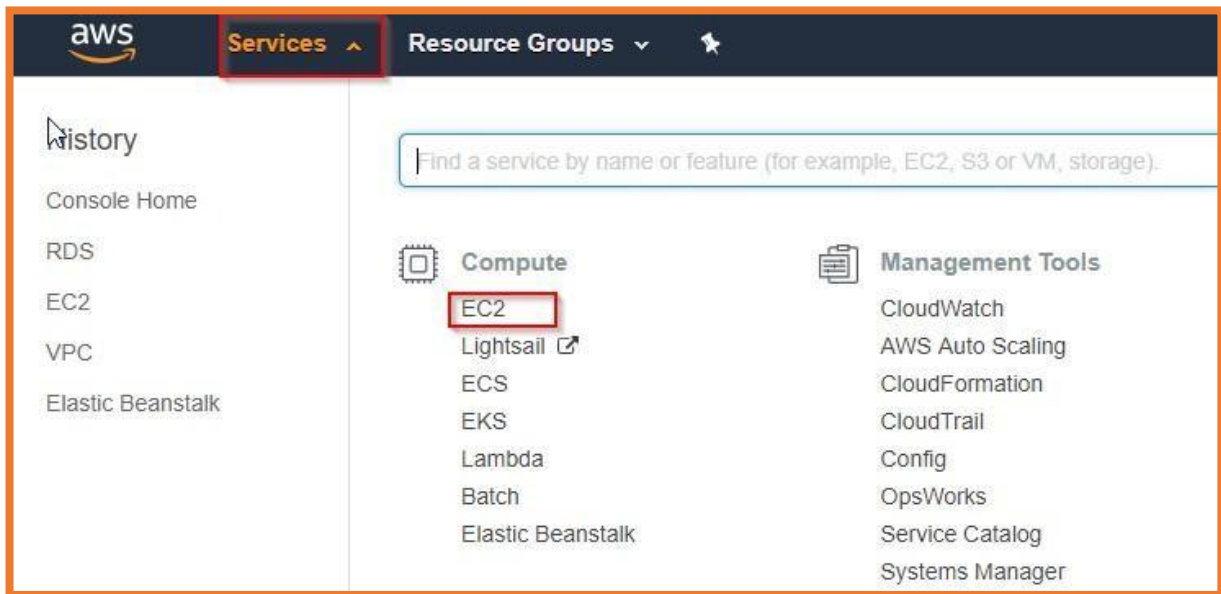 aws
Services
Resource Groups
History
Console Home
RDS
EC2
VPC
Elastic Beanstalk
Find a service by name or feature (for example, EC2, S3 or VM, storage).
Compute
EC2
Lightsail
ECS
EKS
Lambda
Batch
Elastic Beanstalk
Management Tools
CloudWatch
AWS Auto Scaling
CloudFormation
CloudTrail
Config
OpsWorks
Service Catalog
Systems Manager